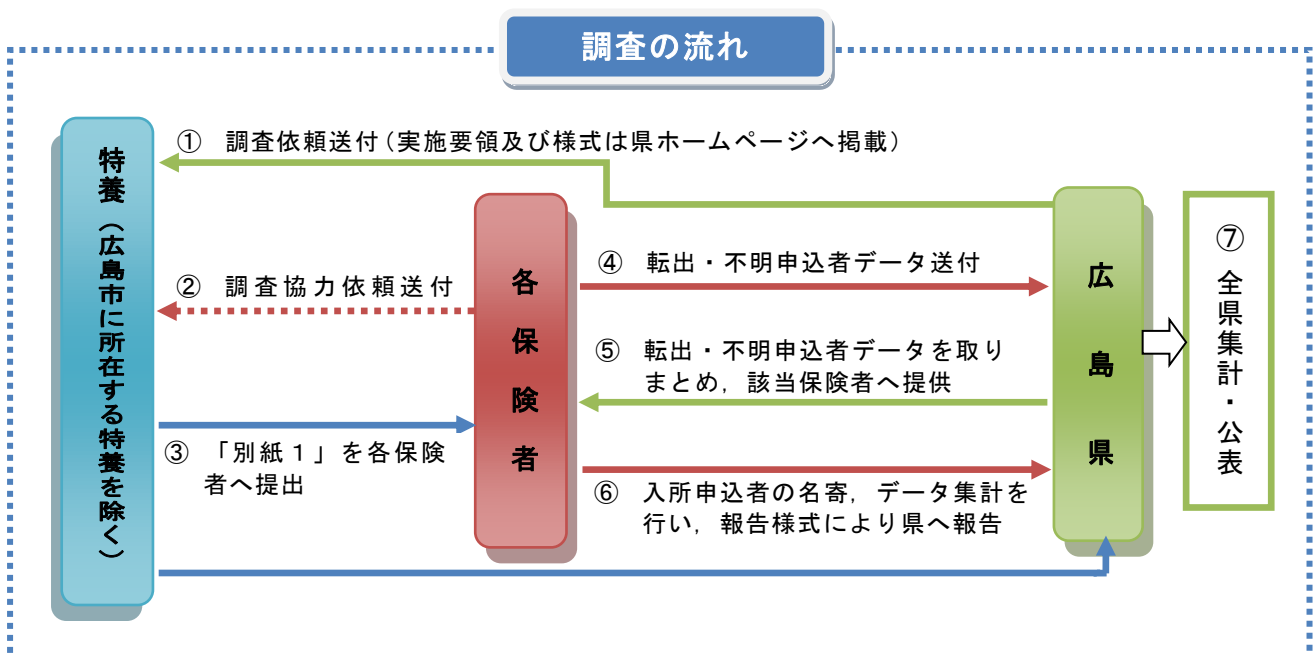 調査の流れ
① 調査依頼送付(実施要領及び様式は県ホームページへ掲載)
特養（広島市に所在する特養を除く）
② 調査協力依頼送付
③ 「別紙１」を各保険
者へ提出
各保険者
④ 転出・不明申込者データ送付
⑤ 転出・不明申込者データを取り
まとめ，該当保険者へ提供
⑥ 入所申込者の名寄，データ集計を
行い，報告様式により県へ報告
広島県
⑦全県集計・公表